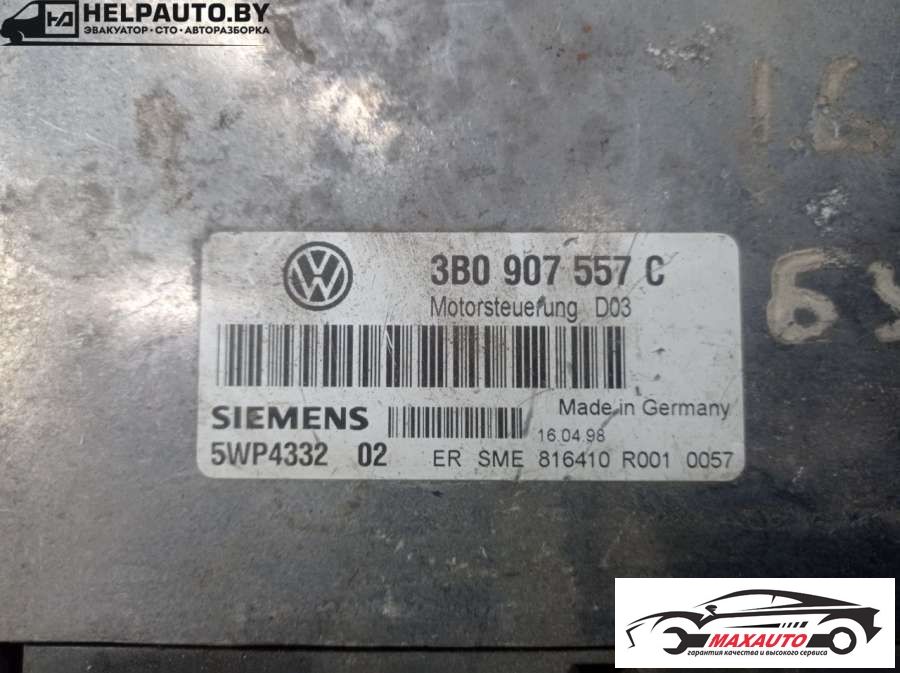 HELPAUTO.BY
ЭВАКУАТОР•СТО•АВТОРАЗБОРКА
3B0 907 557 C
Motorsteuerung D03
SIEMENS
Made in Germany
16.04.98
5WP4332 02
ER SME 816410 R001 0057
MAXAUTO
гарантия качества и высокого сервиса